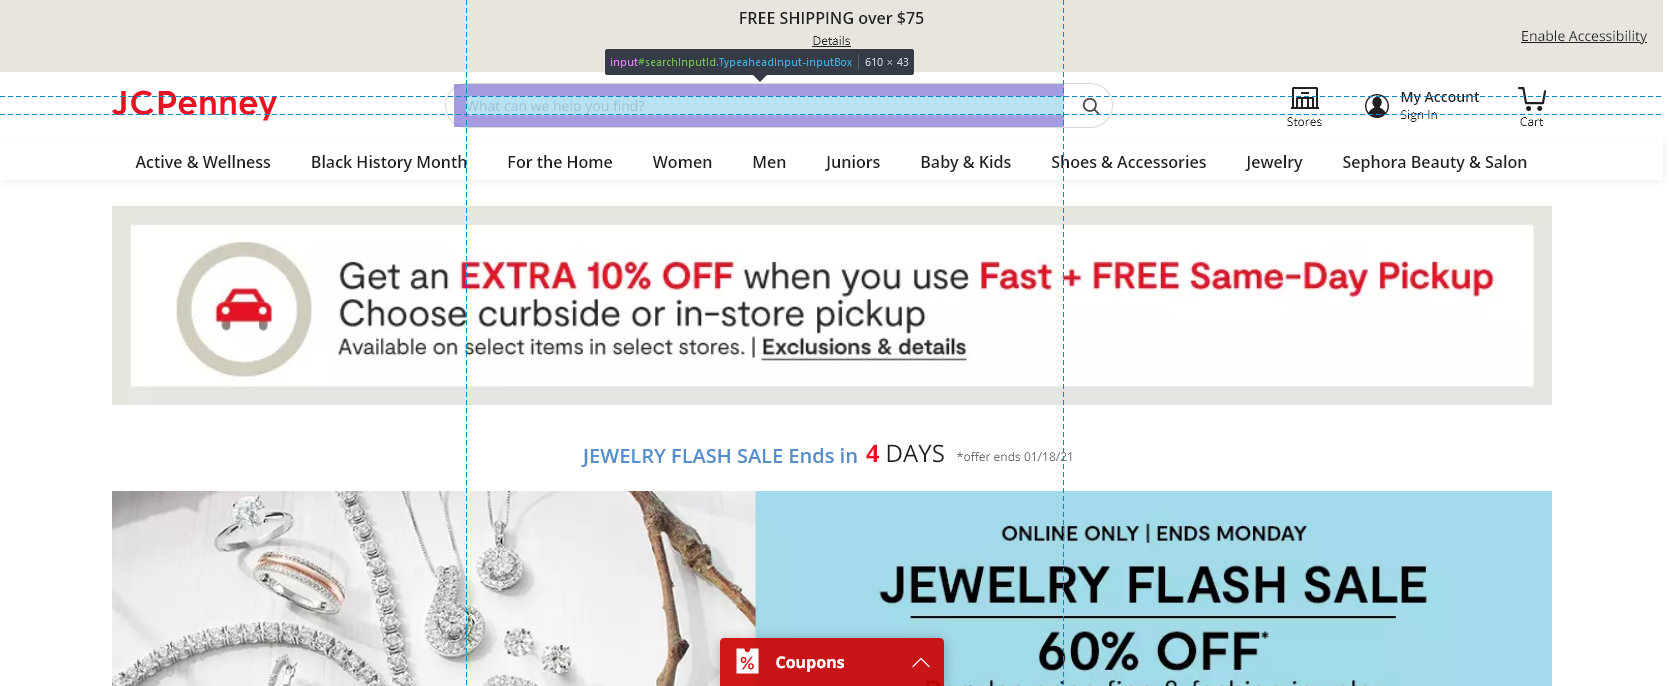 FREE SHIPPING over $75
Details
Enable Accessibility
input#searchInputId.TypeaheadInput-inputBox | 610 × 43
JCPenney
What can we help you find?
Stores
My Account
Sign In
Cart
Active & Wellness Black History Month For the Home Women Men Juniors Baby & Kids Shoes & Accessories Jewelry Sephora Beauty & Salon
Get an EXTRA 10% OFF when you use Fast + FREE Same-Day Pickup
Choose curbside or in-store pickup
Available on select items in select stores. | Exclusions & details
JEWELRY FLASH SALE Ends in 4 DAYS *offer ends 01/18/21
ONLINE ONLY | ENDS MONDAY
JEWELRY FLASH SALE
60% OFF*
% Coupons